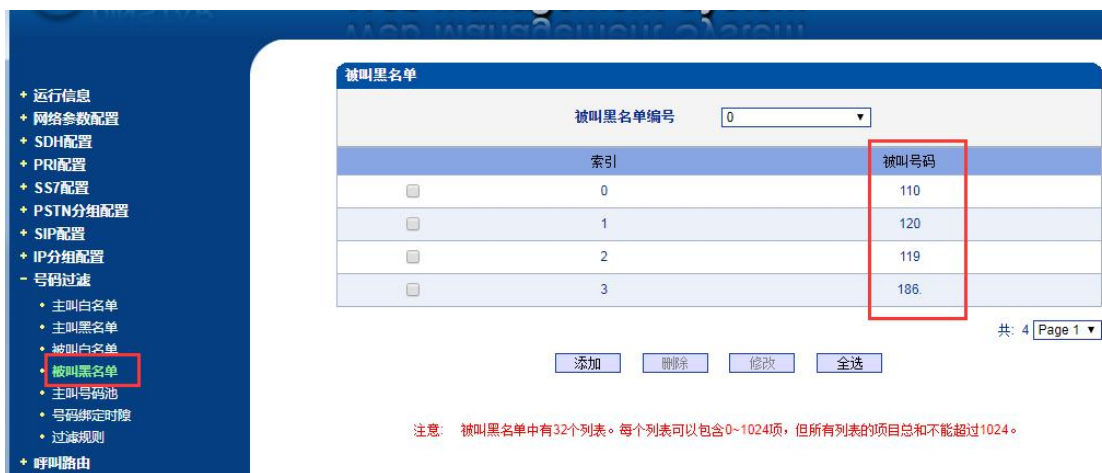 Web Management System
+ 运行信息
+ 网络参数配置
+ SDH配置
+ PRI配置
+ SS7配置
+ PSTN分组配置
+ SIP配置
+ IP分组配置
- 号码过滤
• 主叫白名单
• 主叫黑名单
• 被叫白名单
• 被叫黑名单
• 主叫号码池
• 号码绑定时隙
• 过滤规则
+ 呼叫路由
被叫黑名单
被叫黑名单编号 0
索引 被叫号码
0 110
1 120
2 119
3 186.
共: 4 Page 1
添加 删除 修改 全选
注意: 被叫黑名单中有32个列表。每个列表可以包含0~1024项，但所有列表的项目总和不能超过1024。